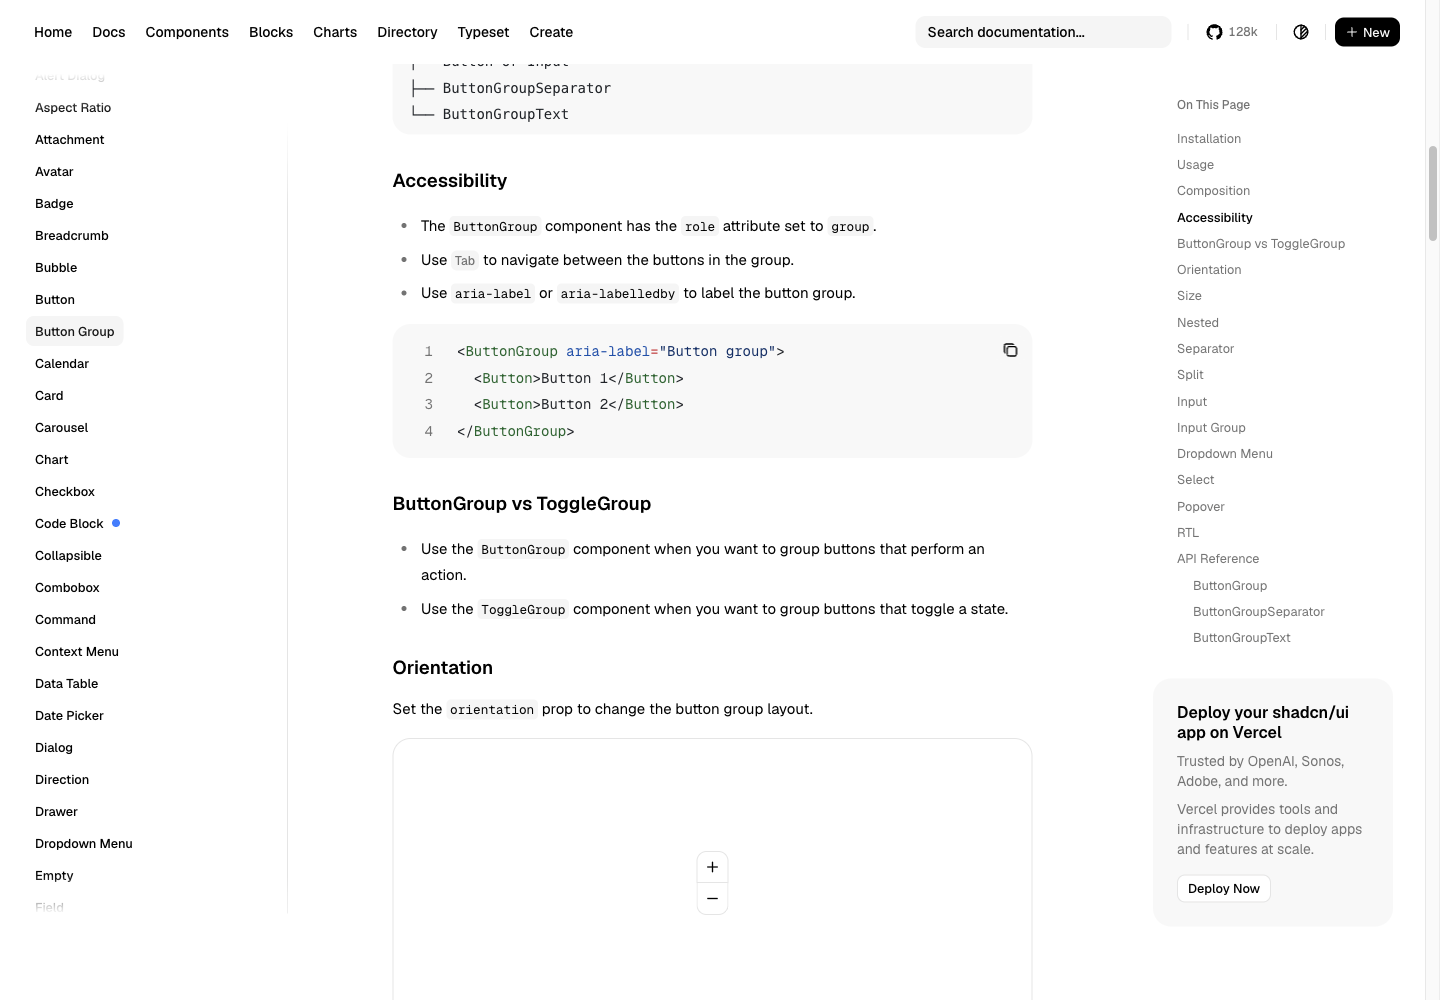 Home Docs Components Blocks Charts Directory Typeset Create
Search documentation...
128k
New
Alert Dialog
Aspect Ratio
Attachment
Avatar
Badge
Breadcrumb
Bubble
Button
Button Group
Calendar
Card
Carousel
Chart
Checkbox
Code Block
Collapsible
Combobox
Command
Context Menu
Data Table
Date Picker
Dialog
Direction
Drawer
Dropdown Menu
Empty
Field
├── Button or Input
├── ButtonGroupSeparator
└── ButtonGroupText
Accessibility
• The ButtonGroup component has the role attribute set to group.
• Use Tab to navigate between the buttons in the group.
• Use aria-label or aria-labelledby to label the button group.
1 <ButtonGroup aria-label="Button group">
2   <Button>Button 1</Button>
3   <Button>Button 2</Button>
4 </ButtonGroup>
ButtonGroup vs ToggleGroup
• Use the ButtonGroup component when you want to group buttons that perform an
action.
• Use the ToggleGroup component when you want to group buttons that toggle a state.
Orientation
Set the orientation prop to change the button group layout.
On This Page
Installation
Usage
Composition
Accessibility
ButtonGroup vs ToggleGroup
Orientation
Size
Nested
Separator
Split
Input
Input Group
Dropdown Menu
Select
Popover
RTL
API Reference
ButtonGroup
ButtonGroupSeparator
ButtonGroupText
Deploy your shadcn/ui
app on Vercel
Trusted by OpenAI, Sonos,
Adobe, and more.
Vercel provides tools and
infrastructure to deploy apps
and features at scale.
Deploy Now